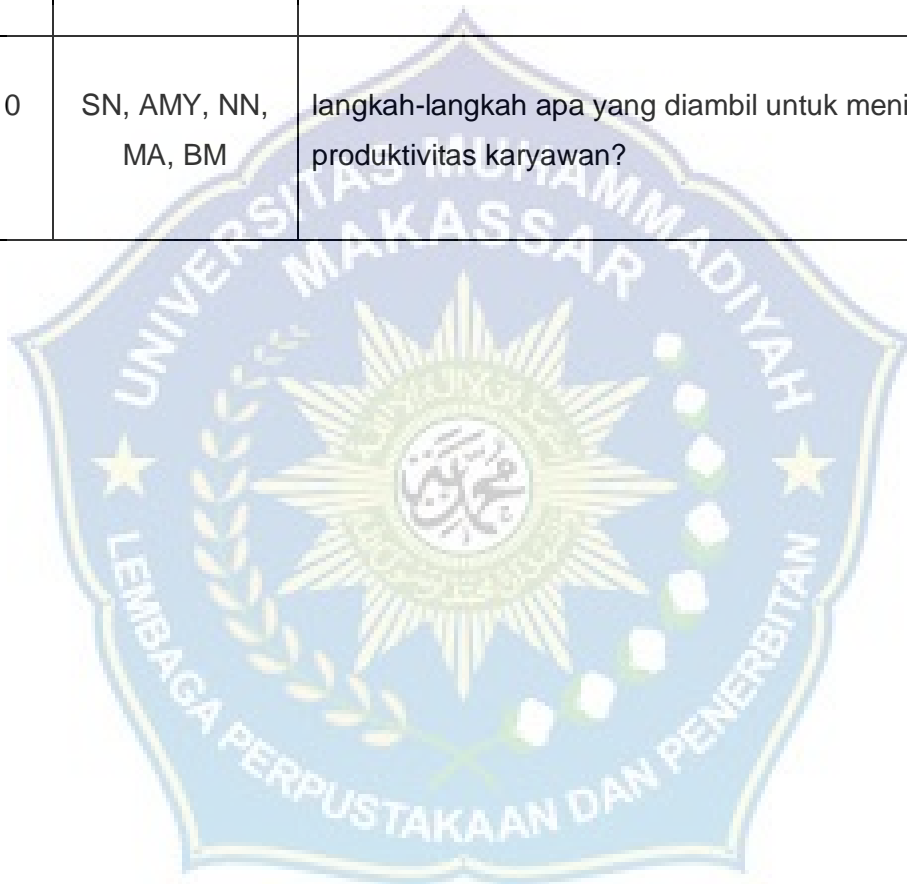 0
SN, AMY, NN,
MA, BM
langkah-langkah apa yang diambil untuk meni
produktivitas karyawan?
UNIVERSITAS MUHAMMADIYAH
MAKASSAR
LEMBAGA PERPUSTAKAAN DAN PENERBITAN
محمد